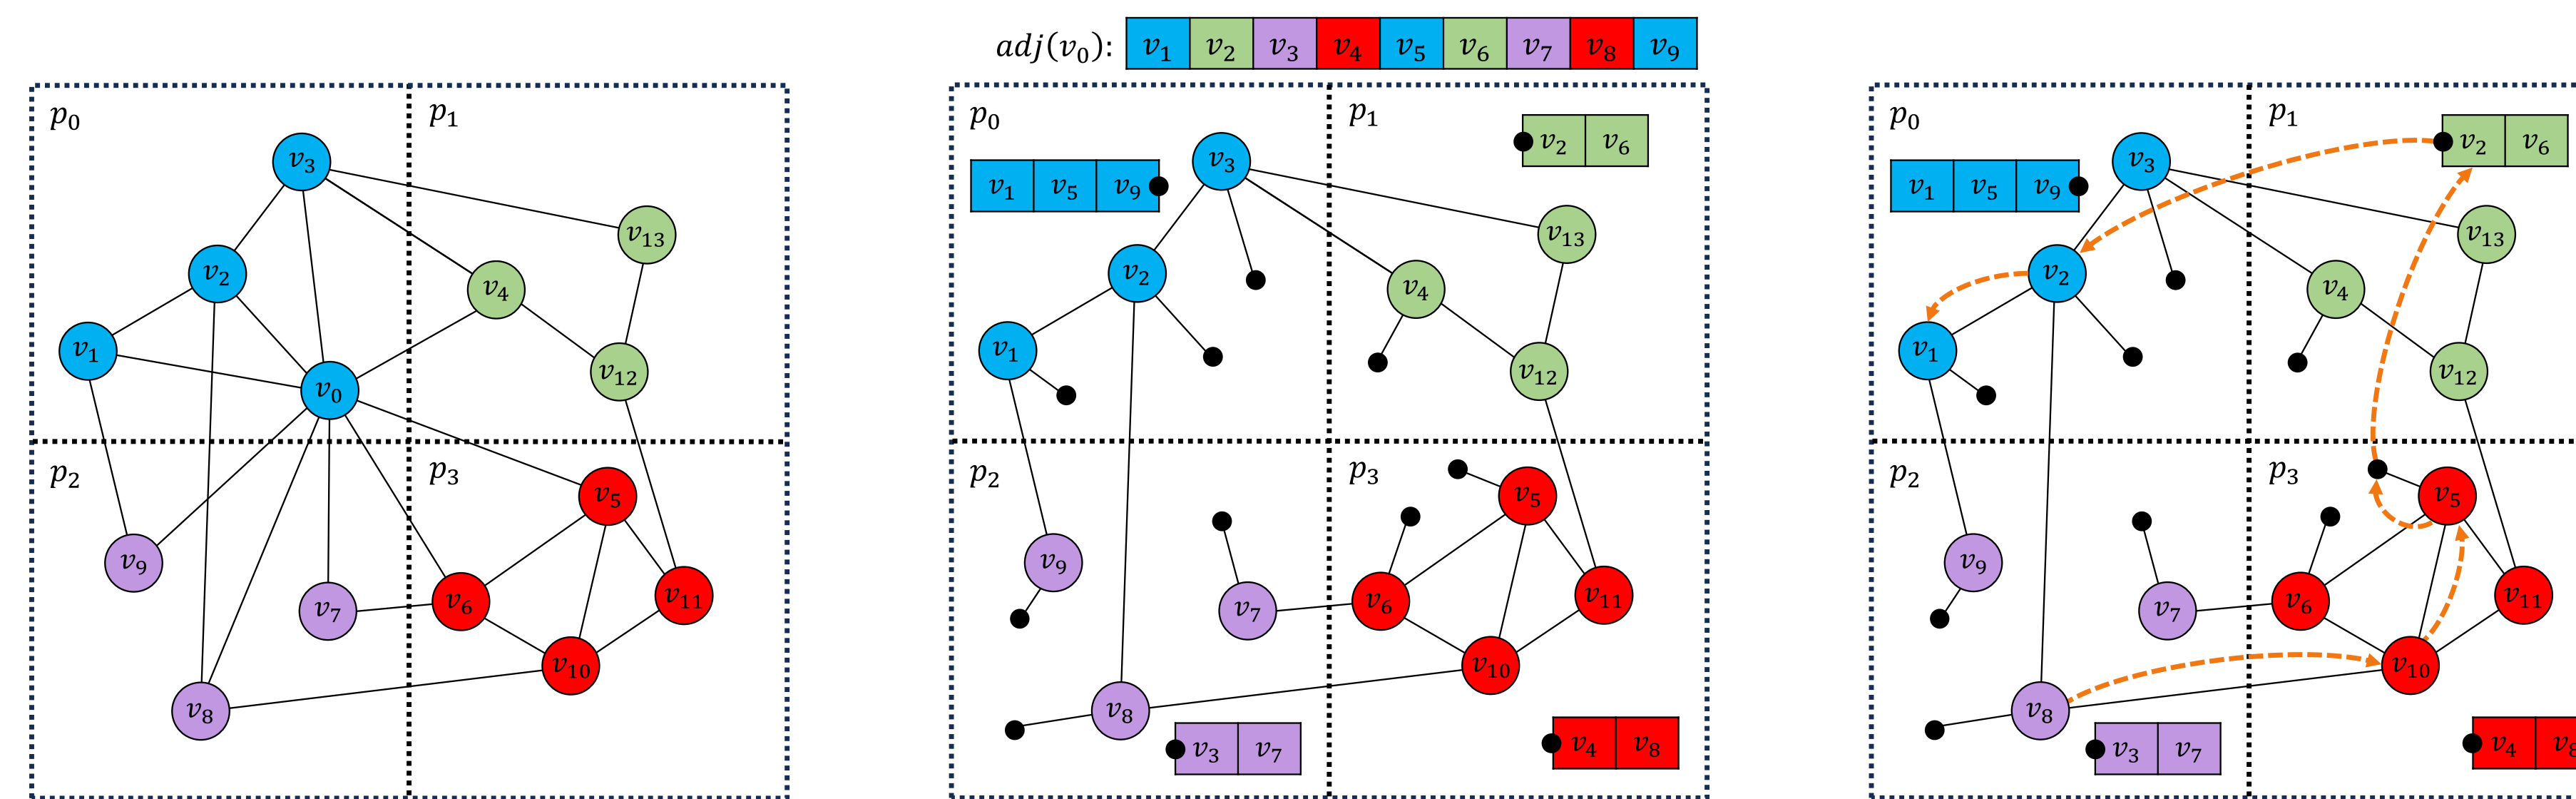 adj(v₀): v₁ v₂ v₃ v₄ v₅ v₆ v₇ v₈ v₉
p₀
p₁
v₃
v₁₃
v₂
v₄
v₁
v₀
v₁₂
p₂
p₃
v₅
v₉
v₇
v₆
v₁₁
v₁₀
v₈
p₀
p₁
v₂ v₆
v₃
v₁ v₅ v₉
v₁₃
v₂
v₄
v₁
v₁₂
p₂
p₃
v₅
v₉
v₇
v₆
v₁₁
v₁₀
v₈
v₃ v₇
v₄ v₈
p₀
p₁
v₂ v₆
v₃
v₁ v₅ v₉
v₁₃
v₂
v₄
v₁
v₁₂
p₂
p₃
v₅
v₉
v₇
v₆
v₁₁
v₁₀
v₈
v₃ v₇
v₄ v₈